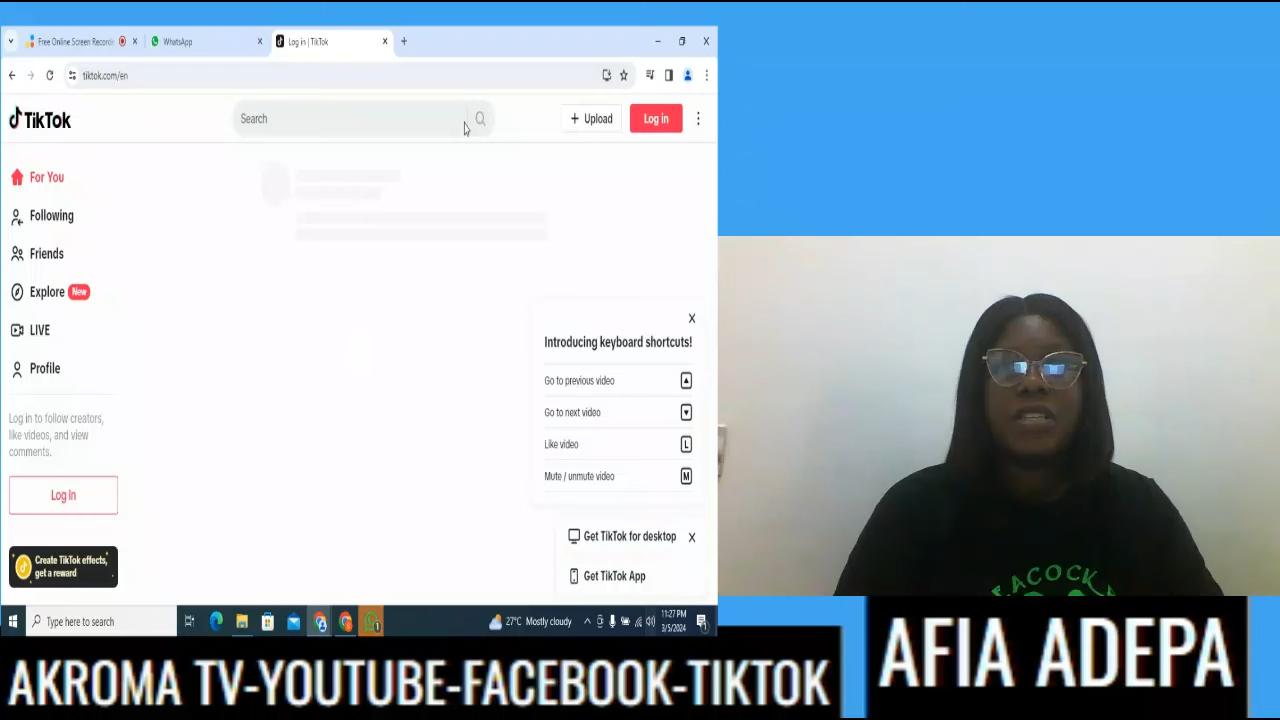 Free Online Screen Record
WhatsApp
Log in | TikTok
tiktok.com/en
TikTok
Search
+ Upload
Log in
For You
Following
Friends
Explore New
LIVE
Profile
Log in to follow creators,
like videos, and view
comments.
Log in
Create TikTok effects,
get a reward
Introducing keyboard shortcuts!
Go to previous video
Go to next video
Like video L
Mute / unmute video M
Get TikTok for desktop
Get TikTok App
Type here to search
27°C Mostly cloudy
11:27 PM
3/5/2024
EACOCK
AKROMA TV-YOUTUBE-FACEBOOK-TIKTOK
AFIA ADEPA